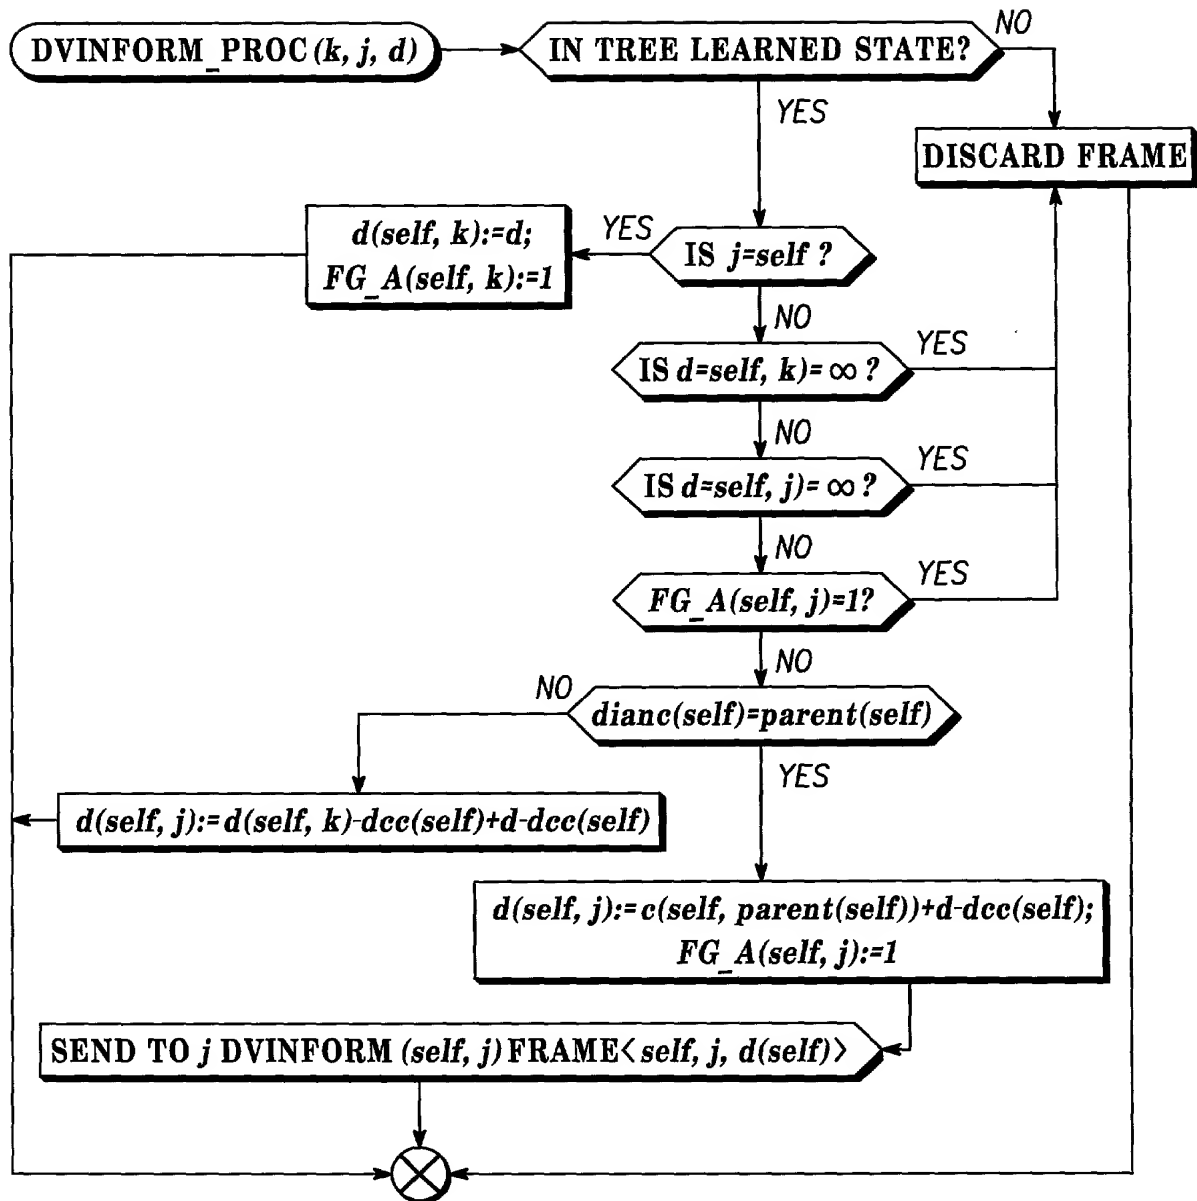 DVINFORM_PROC(k, j, d)
IN TREE LEARNED STATE?
NO
YES
DISCARD FRAME
d(self, k):=d;
FG_A(self, k):=1
YES
IS j=self ?
NO
IS d=self, k)= ∞ ?
YES
NO
IS d=self, j)= ∞ ?
YES
NO
FG_A(self, j)=1?
YES
NO
NO
dianc(self)=parent(self)
YES
d(self, j):=d(self, k)-dcc(self)+d-dcc(self)
d(self, j):=c(self, parent(self))+d-dcc(self);
FG_A(self, j):=1
SEND TO j DVINFORM (self, j) FRAME<self, j, d(self)>